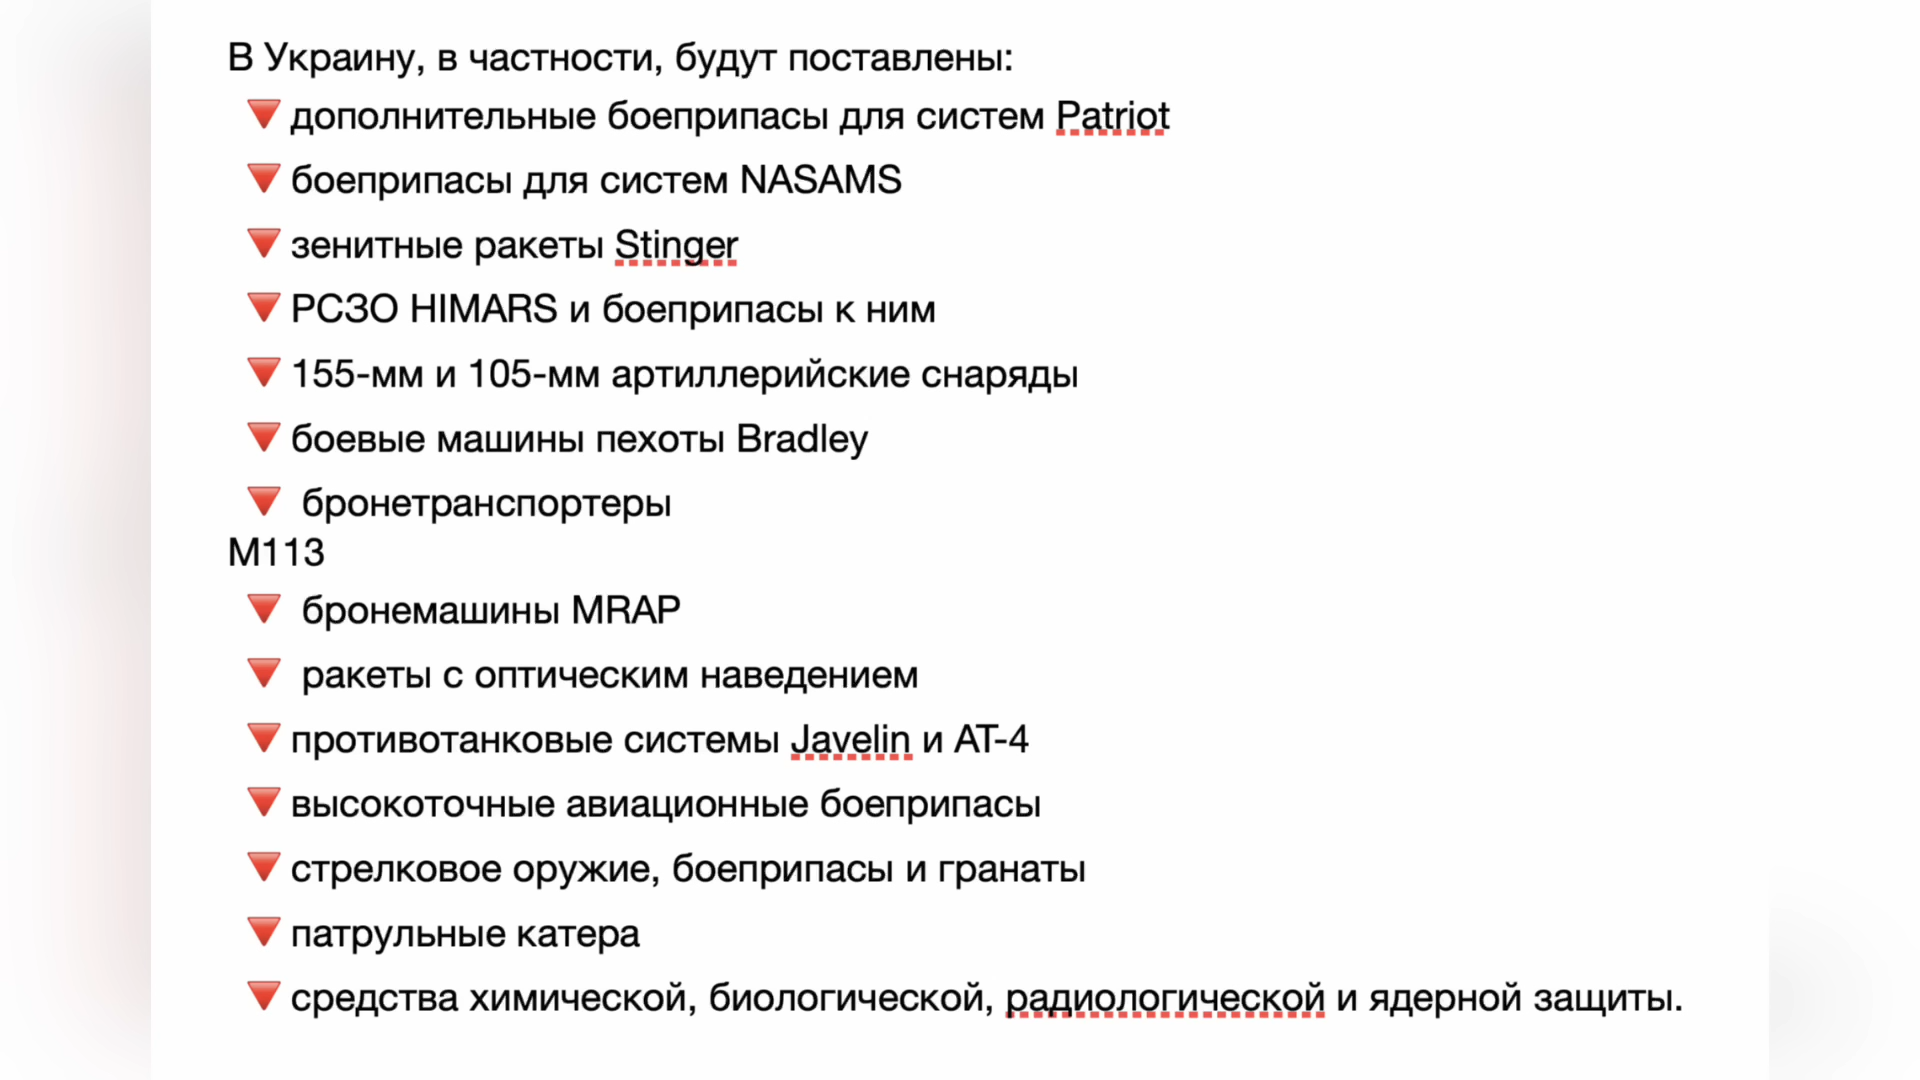 В Украину, в частности, будут поставлены:
🔻дополнительные боеприпасы для систем Patriot
🔻боеприпасы для систем NASAMS
🔻зенитные ракеты Stinger
🔻РСЗО HIMARS и боеприпасы к ним
🔻155-мм и 105-мм артиллерийские снаряды
🔻боевые машины пехоты Bradley
🔻 бронетранспортеры
M113
🔻 бронемашины MRAP
🔻 ракеты с оптическим наведением
🔻противотанковые системы Javelin и AT-4
🔻высокоточные авиационные боеприпасы
🔻стрелковое оружие, боеприпасы и гранаты
🔻патрульные катера
🔻средства химической, биологической, радиологической и ядерной защиты.